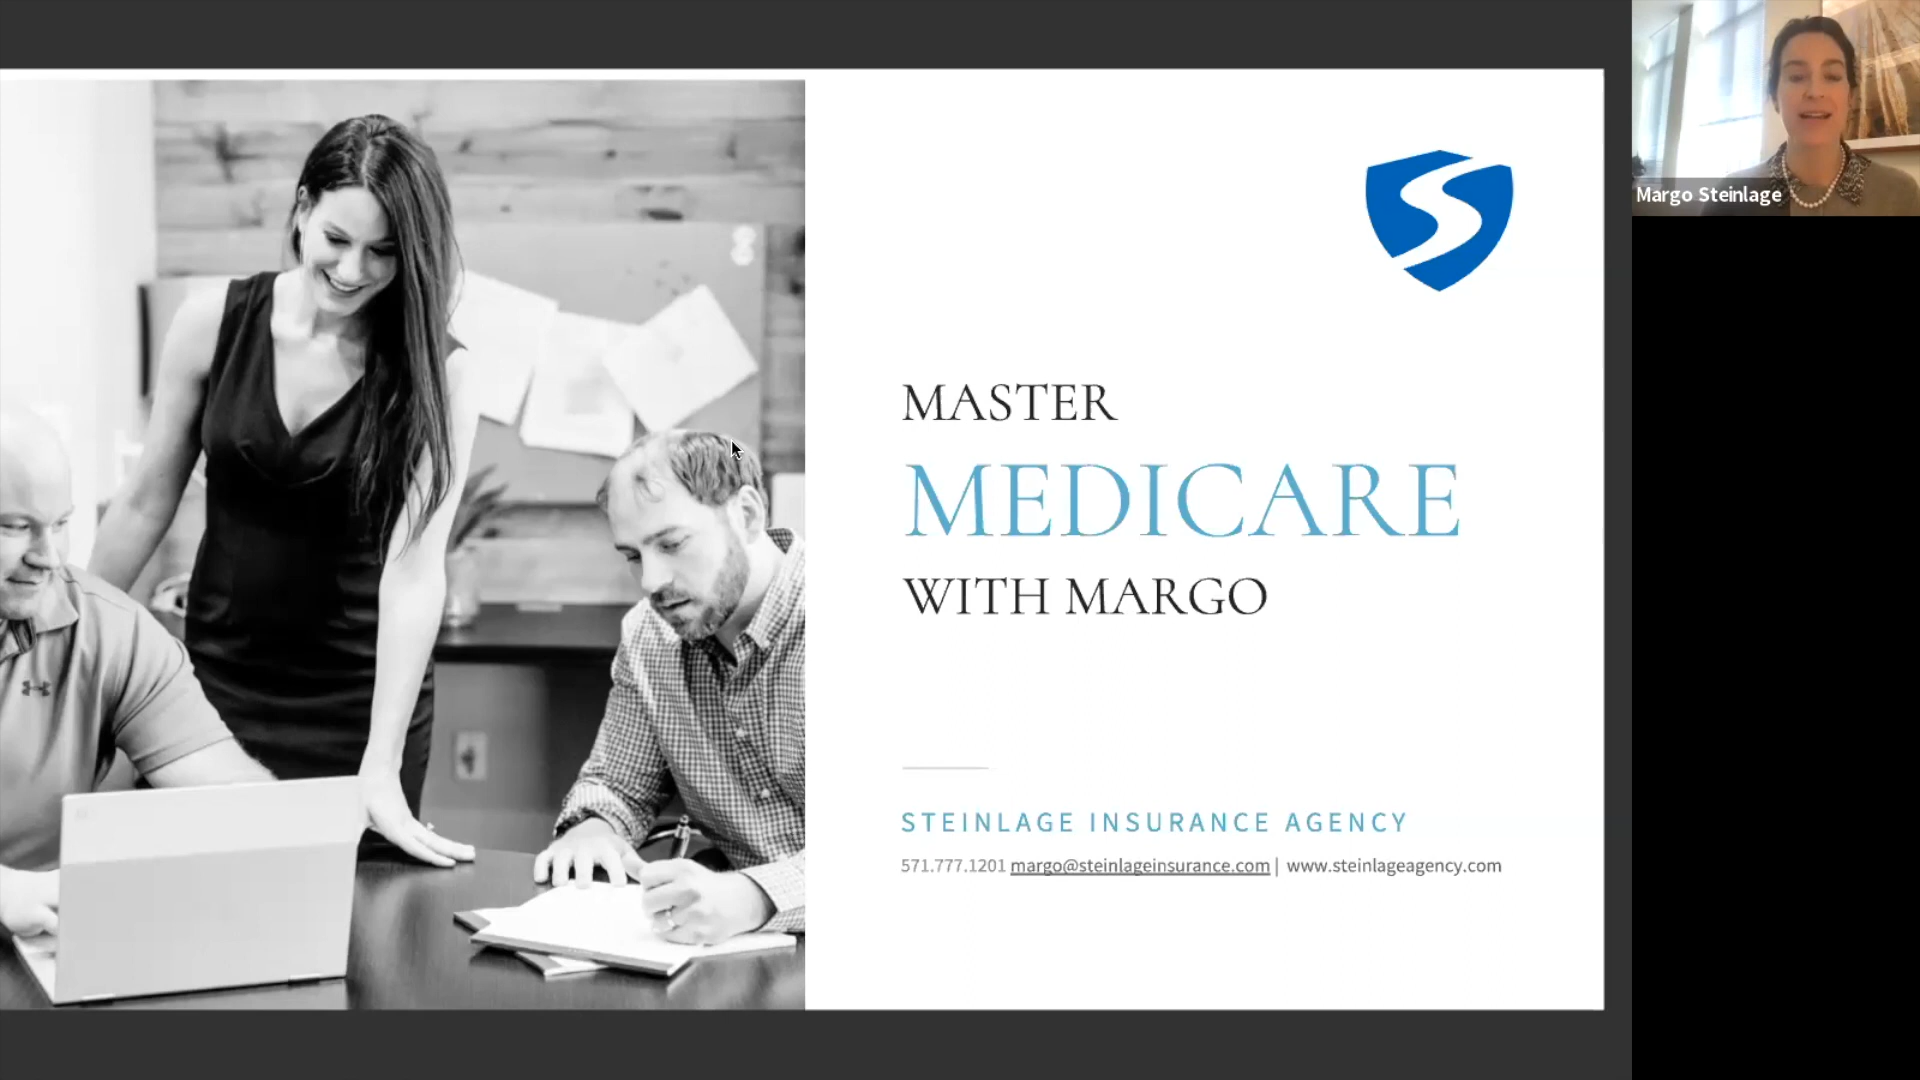 MASTER
MEDICARE
WITH MARGO
STEINLAGE INSURANCE AGENCY
571.777.1201 margo@steinlageinsurance.com | www.steinlageagency.com
Margo Steinlage